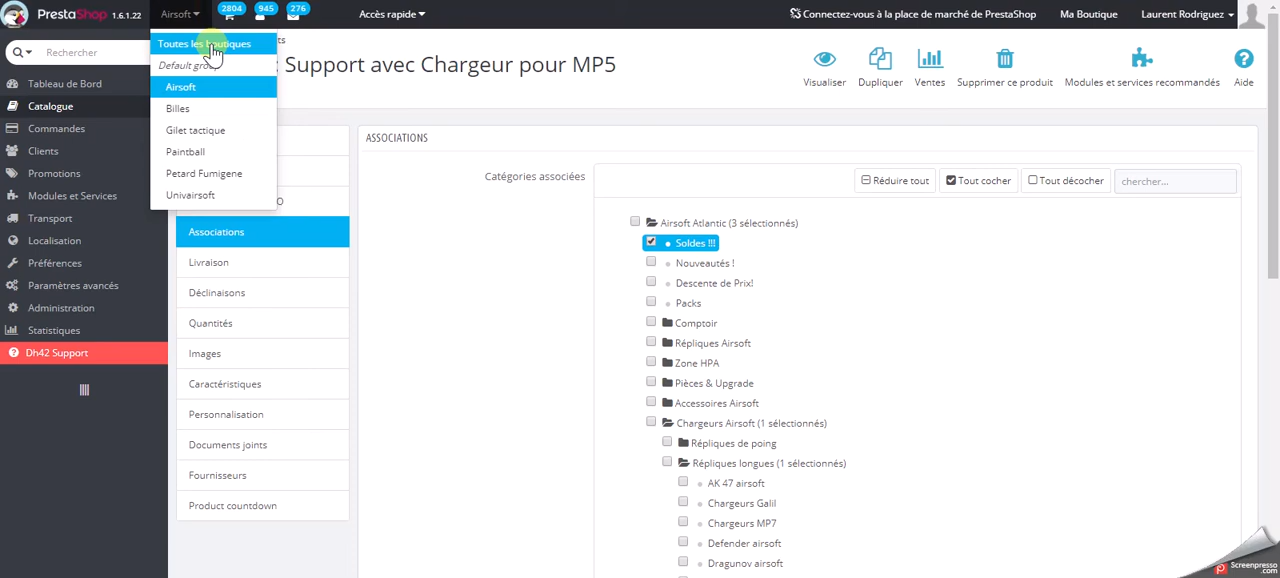 PrestaShop 1.6.1.22 Airsoft 2804 945 276 Accès rapide Connectez-vous à la place de marché de PrestaShop Ma Boutique Laurent Rodriguez
Rechercher
Tableau de Bord
Catalogue
Commandes
Clients
Promotions
Modules et Services
Transport
Localisation
Préférences
Paramètres avancés
Administration
Statistiques
Dh42 Support
Toutes les boutiques
Default group
Airsoft
Billes
Gilet tactique
Paintball
Petard Fumigene
Univairsoft
: Support avec Chargeur pour MP5
Visualiser Dupliquer Ventes Supprimer ce produit Modules et services recommandés Aide
Associations
Livraison
Déclinaisons
Quantités
Images
Caractéristiques
Personnalisation
Documents joints
Fournisseurs
Product countdown
ASSOCIATIONS
Catégories associées
Réduire tout Tout cocher Tout décocher chercher...
Airsoft Atlantic (3 sélectionnés)
Soldes !!!
Nouveautés !
Descente de Prix!
Packs
Comptoir
Répliques Airsoft
Zone HPA
Pièces & Upgrade
Accessoires Airsoft
Chargeurs Airsoft (1 sélectionnés)
Répliques de poing
Répliques longues (1 sélectionnés)
AK 47 airsoft
Chargeurs Galil
Chargeurs MP7
Defender airsoft
Dragunov airsoft
Screenpresso
.com